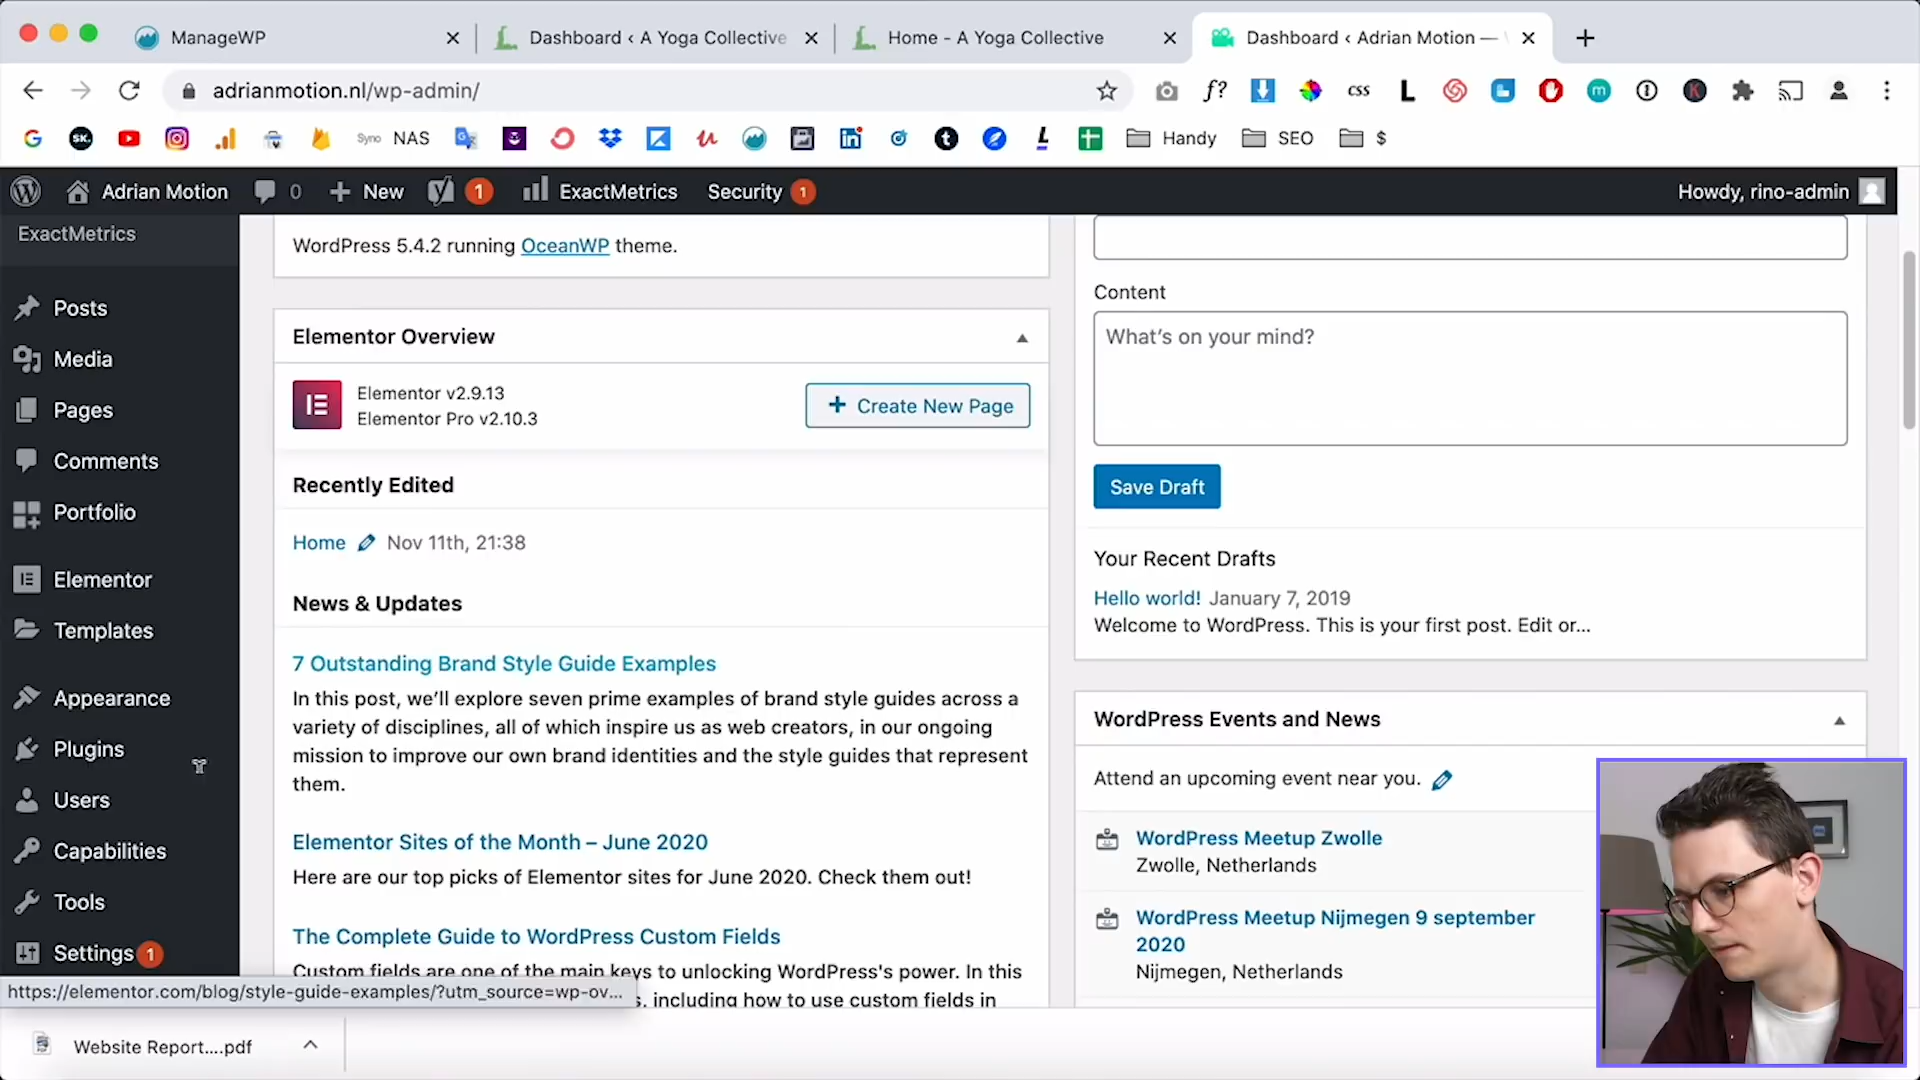 ManageWP
Dashboard ‹ A Yoga Collective
Home - A Yoga Collective
Dashboard ‹ Adrian Motion —
adrianmotion.nl/wp-admin/
f?
css
L
m
K
G
SK.
Syno NAS
in
t
Handy
SEO
$
Adrian Motion
0
New
1
ExactMetrics
Security 1
Howdy, rino-admin
ExactMetrics
Posts
Media
Pages
Comments
Portfolio
Elementor
Templates
Appearance
Plugins
Users
Capabilities
Tools
Settings 1
WordPress 5.4.2 running OceanWP theme.
Elementor Overview
Elementor v2.9.13
Elementor Pro v2.10.3
+ Create New Page
Recently Edited
Home Nov 11th, 21:38
News & Updates
7 Outstanding Brand Style Guide Examples
In this post, we’ll explore seven prime examples of brand style guides across a
variety of disciplines, all of which inspire us as web creators, in our ongoing
mission to improve our own brand identities and the style guides that represent
them.
Elementor Sites of the Month – June 2020
Here are our top picks of Elementor sites for June 2020. Check them out!
The Complete Guide to WordPress Custom Fields
Custom fields are one of the main keys to unlocking WordPress's power. In this
including how to use custom fields in
Content
What’s on your mind?
Save Draft
Your Recent Drafts
Hello world! January 7, 2019
Welcome to WordPress. This is your first post. Edit or...
WordPress Events and News
Attend an upcoming event near you.
WordPress Meetup Zwolle
Zwolle, Netherlands
WordPress Meetup Nijmegen 9 september
2020
Nijmegen, Netherlands
https://elementor.com/blog/style-guide-examples/?utm_source=wp-ov...
Website Report....pdf